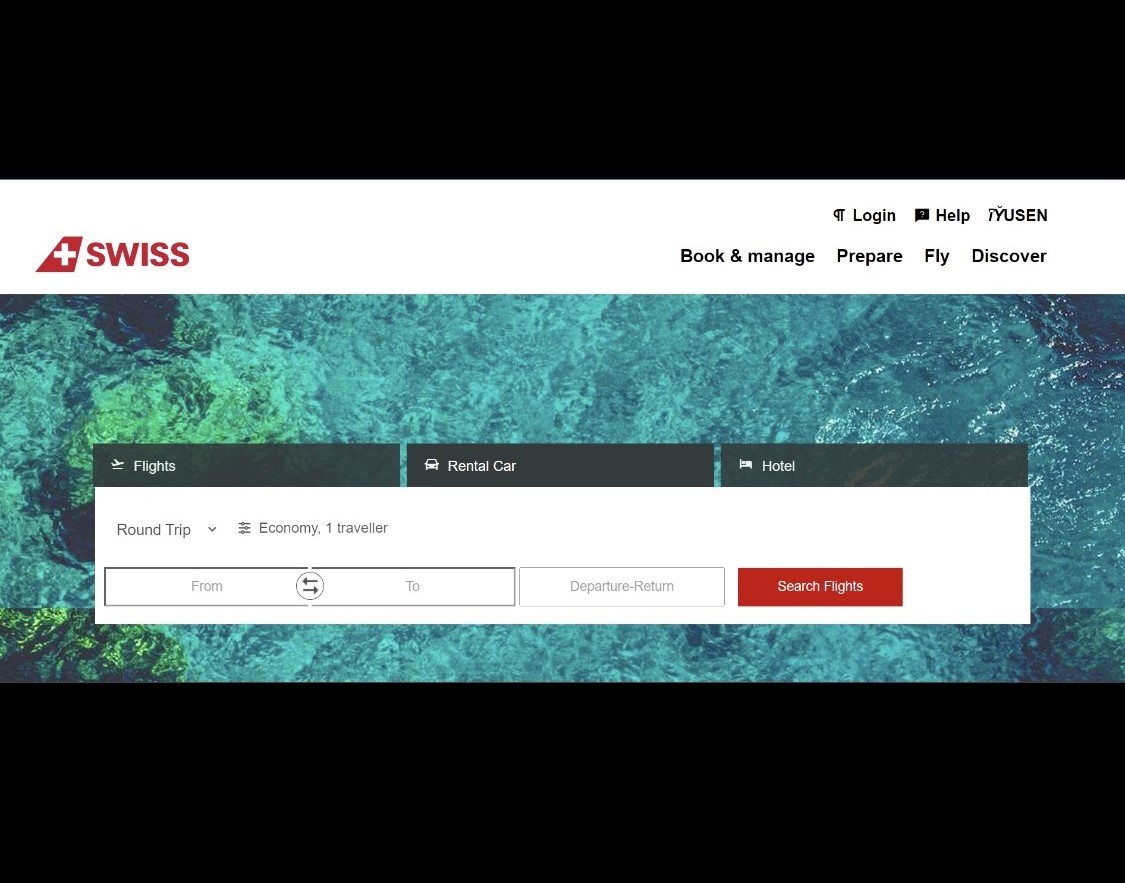 Login Help ïŸUSEN
SWISS
Book & manage Prepare Fly Discover
Flights Rental Car Hotel
Round Trip Economy, 1 traveller
From To Departure-Return Search Flights